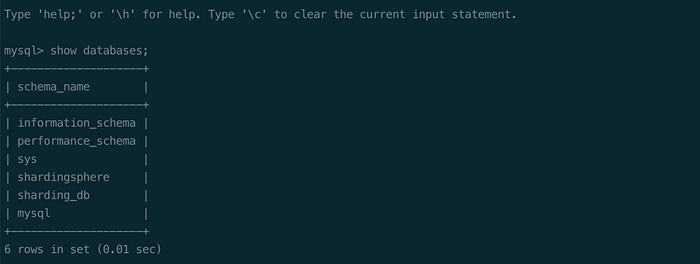 Type 'help;' or '\h' for help. Type '\c' to clear the current input statement.
mysql> show databases;
+--------------------+
| schema_name        |
+--------------------+
| information_schema |
| performance_schema |
| sys                |
| shardingsphere     |
| sharding_db        |
| mysql              |
+--------------------+
6 rows in set (0.01 sec)